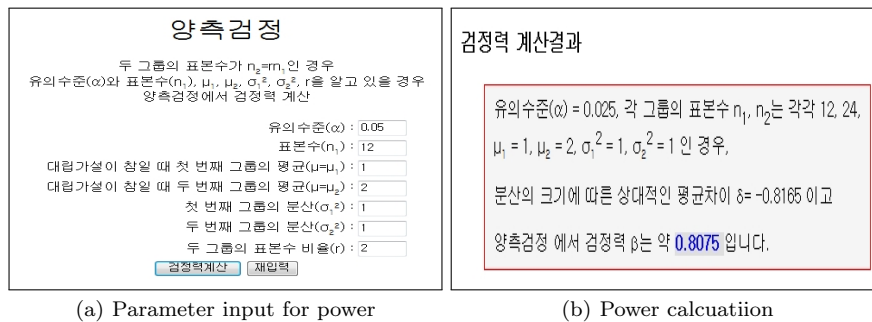 양측검정
두 그룹의 표본수가 n₂=rn₁인 경우
유의수준(α)와 표본수(n₁), μ₁, μ₂, σ₁², σ₂², r을 알고 있을 경우
양측검정에서 검정력 계산
유의수준(α) : 0.05
표본수(n₁) : 12
대립가설이 참일 때 첫 번째 그룹의 평균(μ=μ₁) : 1
대립가설이 참일 때 두 번째 그룹의 평균(μ=μ₂) : 2
첫 번째 그룹의 분산(σ₁²) : 1
두 번째 그룹의 분산(σ₂²) : 1
두 그룹의 표본수 비율(r) : 2
검정력계산 재입력
(a) Parameter input for power
검정력 계산결과
유의수준(α) = 0.025, 각 그룹의 표본수 n₁, n₂는 각각 12, 24,
μ₁ = 1, μ₂ = 2, σ₁² = 1, σ₂² = 1 인 경우,
분산의 크기에 따른 상대적인 평균차이 δ= -0.8165 이고
양측검정 에서 검정력 β는 약 0.8075 입니다.
(b) Power calcuatiion